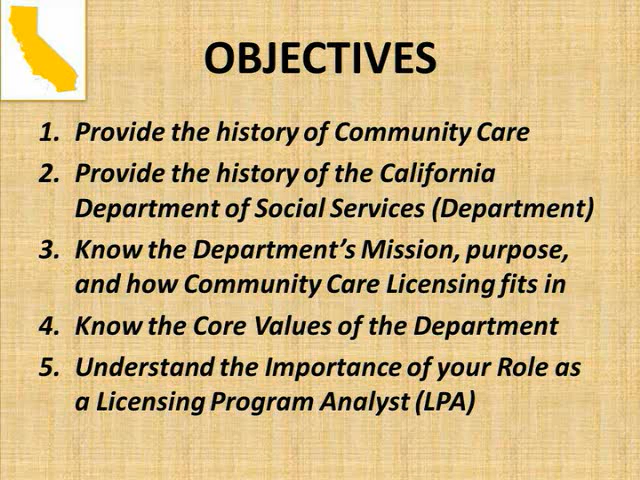 OBJECTIVES
1. Provide the history of Community Care
2. Provide the history of the California
Department of Social Services (Department)
3. Know the Department’s Mission, purpose,
and how Community Care Licensing fits in
4. Know the Core Values of the Department
5. Understand the Importance of your Role as
a Licensing Program Analyst (LPA)